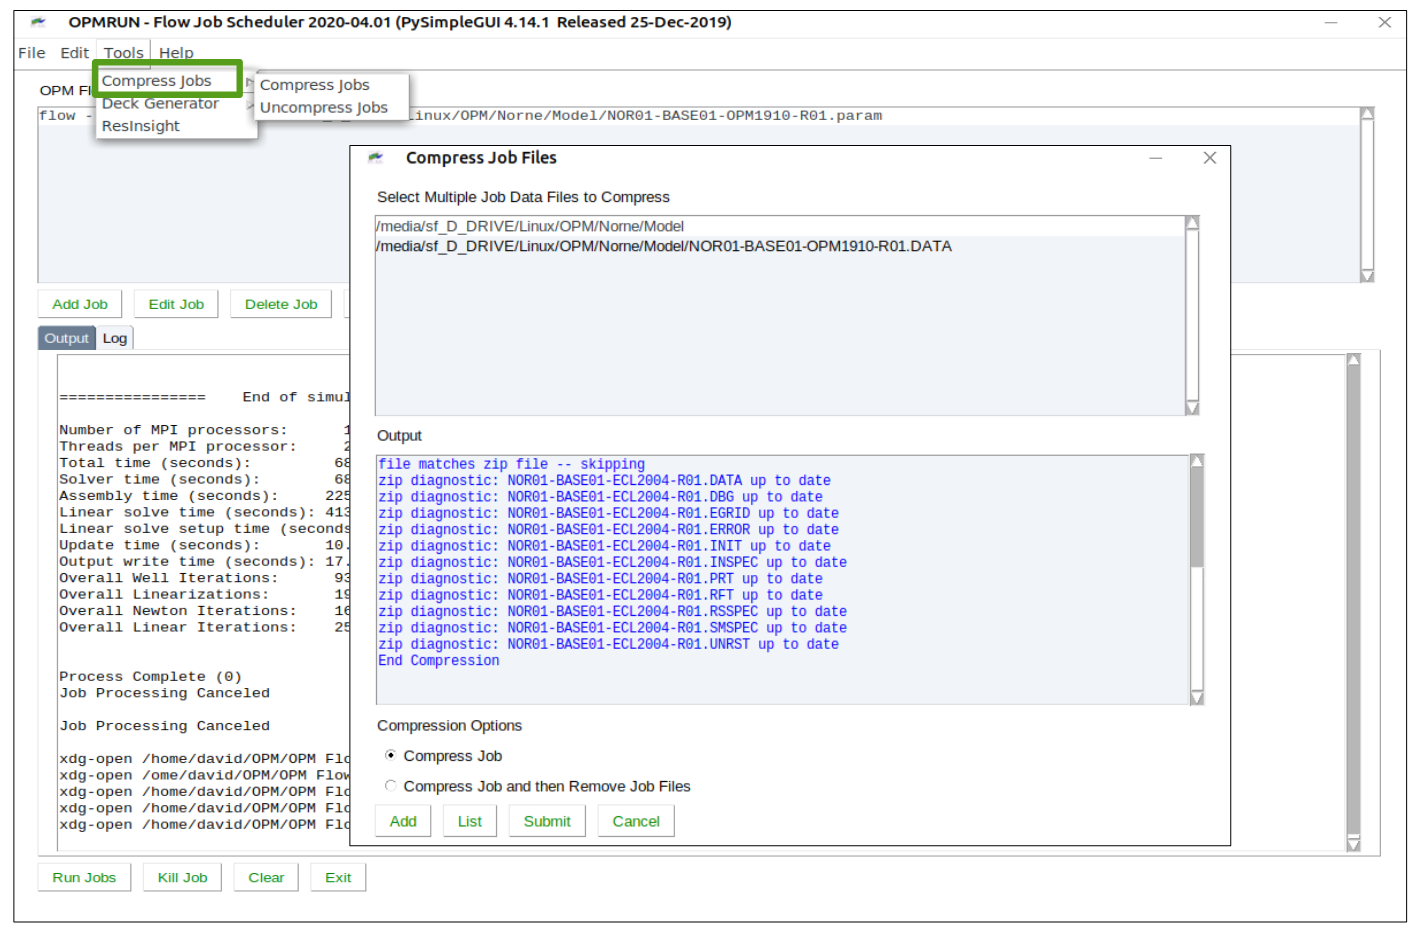 OPMRUN - Flow Job Scheduler 2020-04.01 (PySimpleGUI 4.14.1 Released 25-Dec-2019)
File Edit Tools Help
Compress Jobs
Deck Generator
ResInsight
Compress Jobs
Uncompress Jobs
OPM
flow - inux/OPM/Norne/Model/NOR01-BASE01-OPM1910-R01.param
Add Job Edit Job Delete Job
Output Log
================ End of simul
Number of MPI processors: 1
Threads per MPI processor: 2
Total time (seconds): 68
Solver time (seconds): 68
Assembly time (seconds): 225
Linear solve time (seconds): 413
Linear solve setup time (seconds
Update time (seconds): 10.
Output write time (seconds): 17.
Overall Well Iterations: 93
Overall Linearizations: 19
Overall Newton Iterations: 16
Overall Linear Iterations: 25
Process Complete (0)
Job Processing Canceled
Job Processing Canceled
xdg-open /home/david/OPM/OPM Flo
xdg-open /ome/david/OPM/OPM Flow
xdg-open /home/david/OPM/OPM Flo
xdg-open /home/david/OPM/OPM Flo
xdg-open /home/david/OPM/OPM Flo
Run Jobs Kill Job Clear Exit
Compress Job Files
Select Multiple Job Data Files to Compress
/media/sf_D_DRIVE/Linux/OPM/Norne/Model
/media/sf_D_DRIVE/Linux/OPM/Norne/Model/NOR01-BASE01-OPM1910-R01.DATA
Output
file matches zip file -- skipping
zip diagnostic: NOR01-BASE01-ECL2004-R01.DATA up to date
zip diagnostic: NOR01-BASE01-ECL2004-R01.DBG up to date
zip diagnostic: NOR01-BASE01-ECL2004-R01.EGRID up to date
zip diagnostic: NOR01-BASE01-ECL2004-R01.ERROR up to date
zip diagnostic: NOR01-BASE01-ECL2004-R01.INIT up to date
zip diagnostic: NOR01-BASE01-ECL2004-R01.INSPEC up to date
zip diagnostic: NOR01-BASE01-ECL2004-R01.PRT up to date
zip diagnostic: NOR01-BASE01-ECL2004-R01.RFT up to date
zip diagnostic: NOR01-BASE01-ECL2004-R01.RSSPEC up to date
zip diagnostic: NOR01-BASE01-ECL2004-R01.SMSPEC up to date
zip diagnostic: NOR01-BASE01-ECL2004-R01.UNRST up to date
End Compression
Compression Options
Compress Job
Compress Job and then Remove Job Files
Add List Submit Cancel